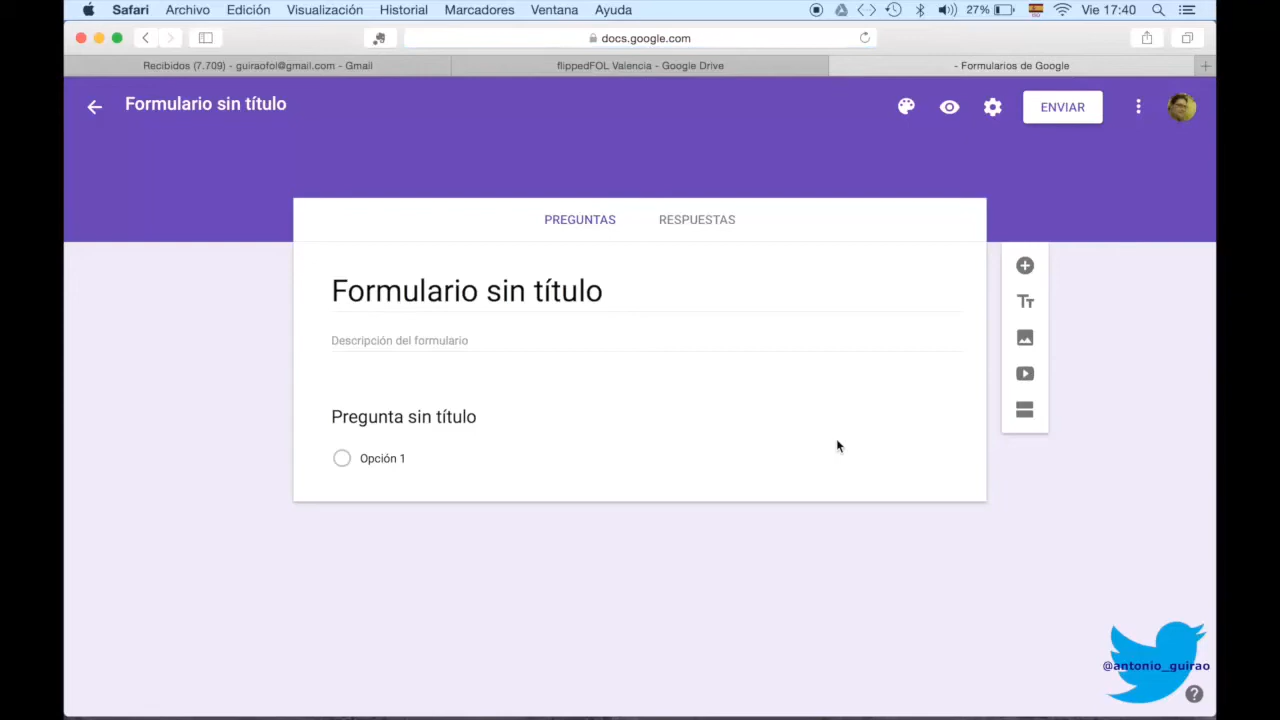 Safari Archivo Edición Visualización Historial Marcadores Ventana Ayuda 27% Vie 17:40
docs.google.com
Recibidos (7.709) - guiraofol@gmail.com - Gmail flippedFOL Valencia - Google Drive - Formularios de Google
Formulario sin título ENVIAR
PREGUNTAS RESPUESTAS
Formulario sin título
Descripción del formulario
Pregunta sin título
Opción 1
@antonio_guirao